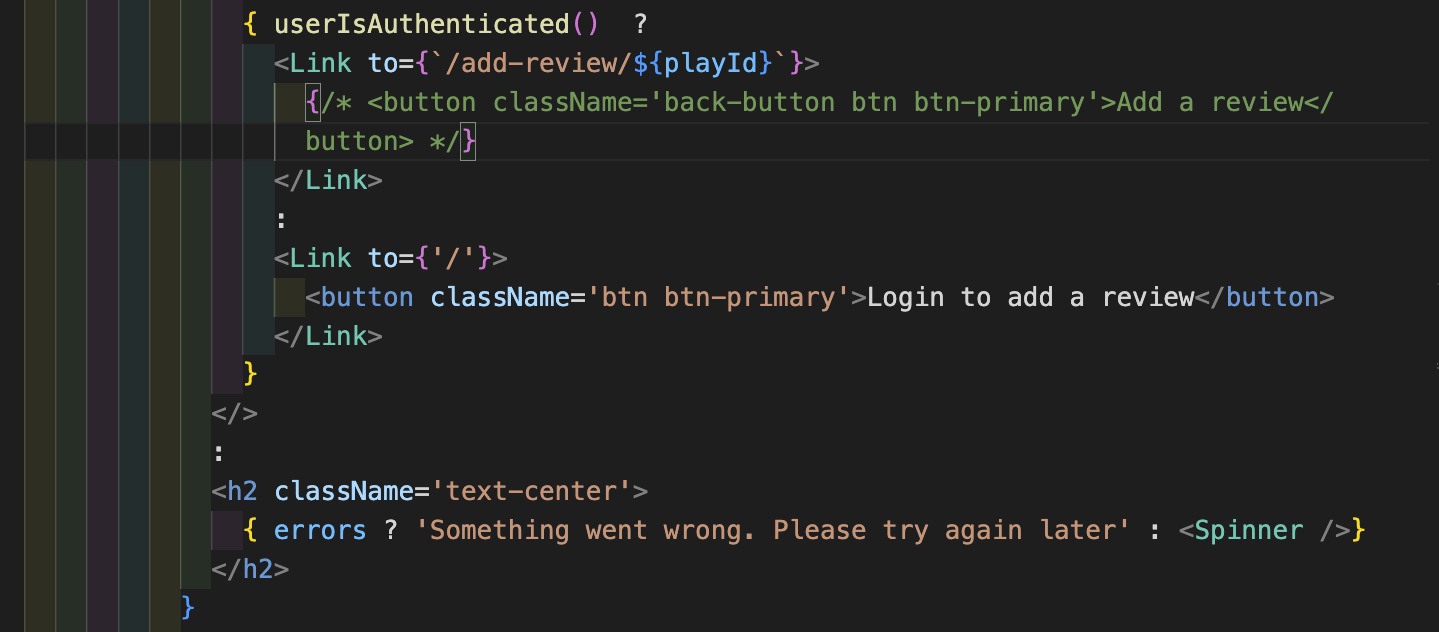 { userIsAuthenticated()  ?
<Link to={`/add-review/${playId}`}>
{/* <button className='back-button btn btn-primary'>Add a review</
button> */}
</Link>
:
<Link to={'/'}>
<button className='btn btn-primary'>Login to add a review</button>
</Link>
}
</>
:
<h2 className='text-center'>
{ errors ? 'Something went wrong. Please try again later' : <Spinner />}
</h2>
}